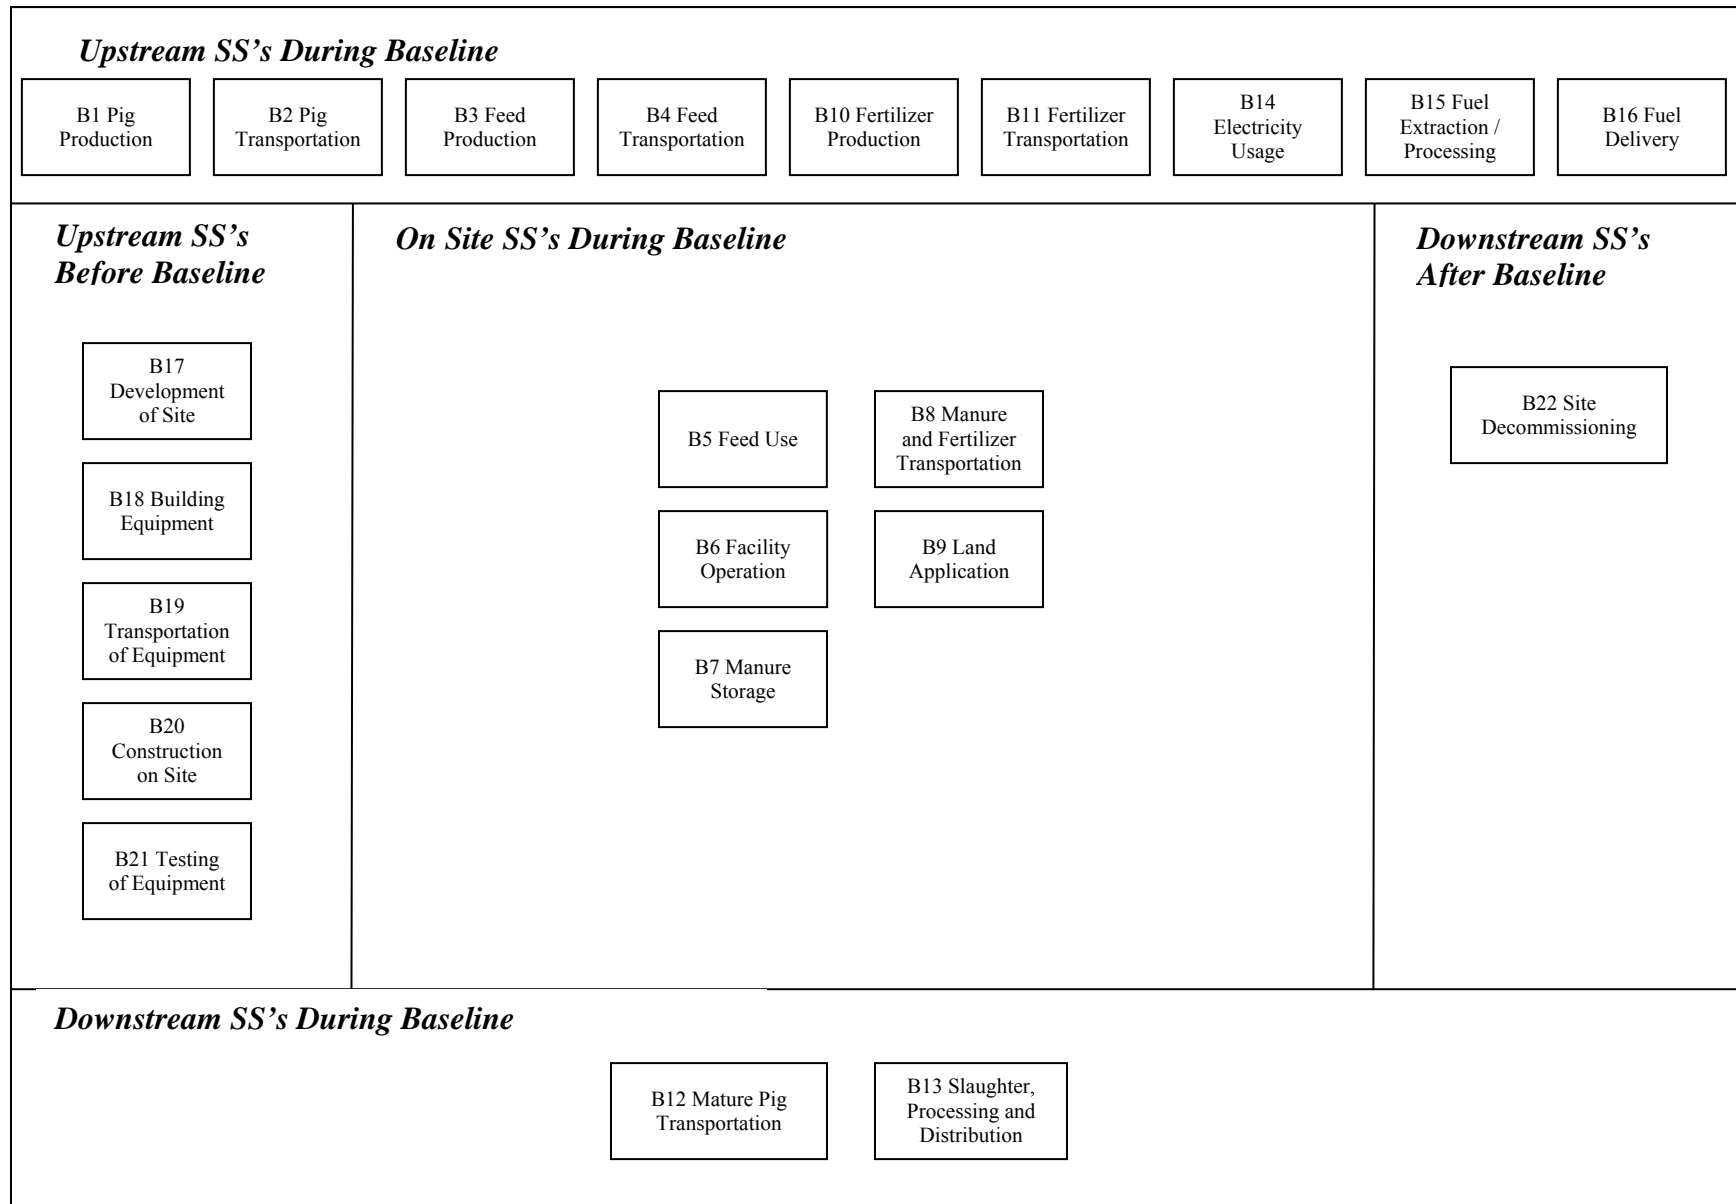 Upstream SS's During Baseline
B1 Pig
Production
B2 Pig
Transportation
B3 Feed
Production
B4 Feed
Transportation
B10 Fertilizer
Production
B11 Fertilizer
Transportation
B14
Electricity
Usage
B15 Fuel
Extraction /
Processing
B16 Fuel
Delivery
Upstream SS's
Before Baseline
B17
Development
of Site
B18 Building
Equipment
B19
Transportation
of Equipment
B20
Construction
on Site
B21 Testing
of Equipment
On Site SS's During Baseline
B5 Feed Use
B8 Manure
and Fertilizer
Transportation
B6 Facility
Operation
B9 Land
Application
B7 Manure
Storage
Downstream SS's
After Baseline
B22 Site
Decommissioning
Downstream SS's During Baseline
B12 Mature Pig
Transportation
B13 Slaughter,
Processing and
Distribution